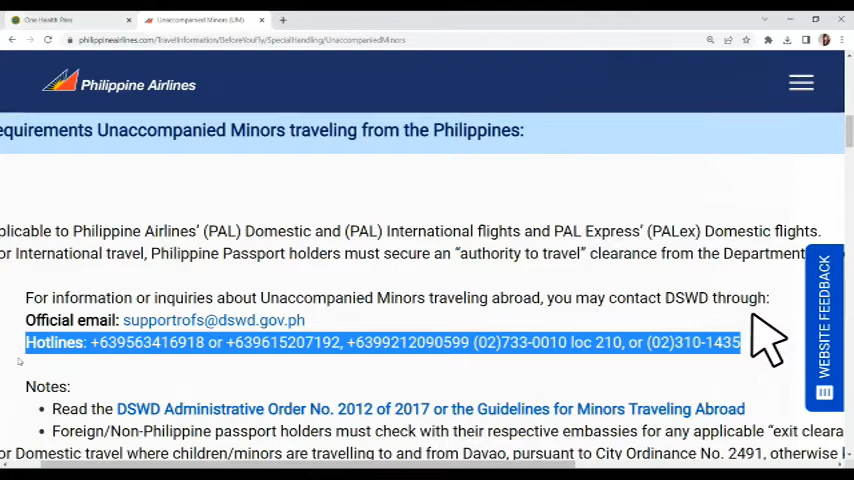 One Health Pass
Unaccompanied Minors (UM)
philippineairlines.com/TravelInformation/BeforeYouFly/SpecialHandling/UnaccompaniedMinors
Philippine Airlines
equirements Unaccompanied Minors traveling from the Philippines:
plicable to Philippine Airlines' (PAL) Domestic and (PAL) International flights and PAL Express' (PALex) Domestic flights.
or International travel, Philippine Passport holders must secure an "authority to travel" clearance from the Department
For information or inquiries about Unaccompanied Minors traveling abroad, you may contact DSWD through:
Official email: supportrofs@dswd.gov.ph
Hotlines: +639563416918 or +639615207192, +6399212090599 (02)733-0010 loc 210, or (02)310-1435
Notes:
• Read the DSWD Administrative Order No. 2012 of 2017 or the Guidelines for Minors Traveling Abroad
• Foreign/Non-Philippine passport holders must check with their respective embassies for any applicable "exit cleara
or Domestic travel where children/minors are travelling to and from Davao, pursuant to City Ordinance No. 2491, otherwise
WEBSITE FEEDBACK